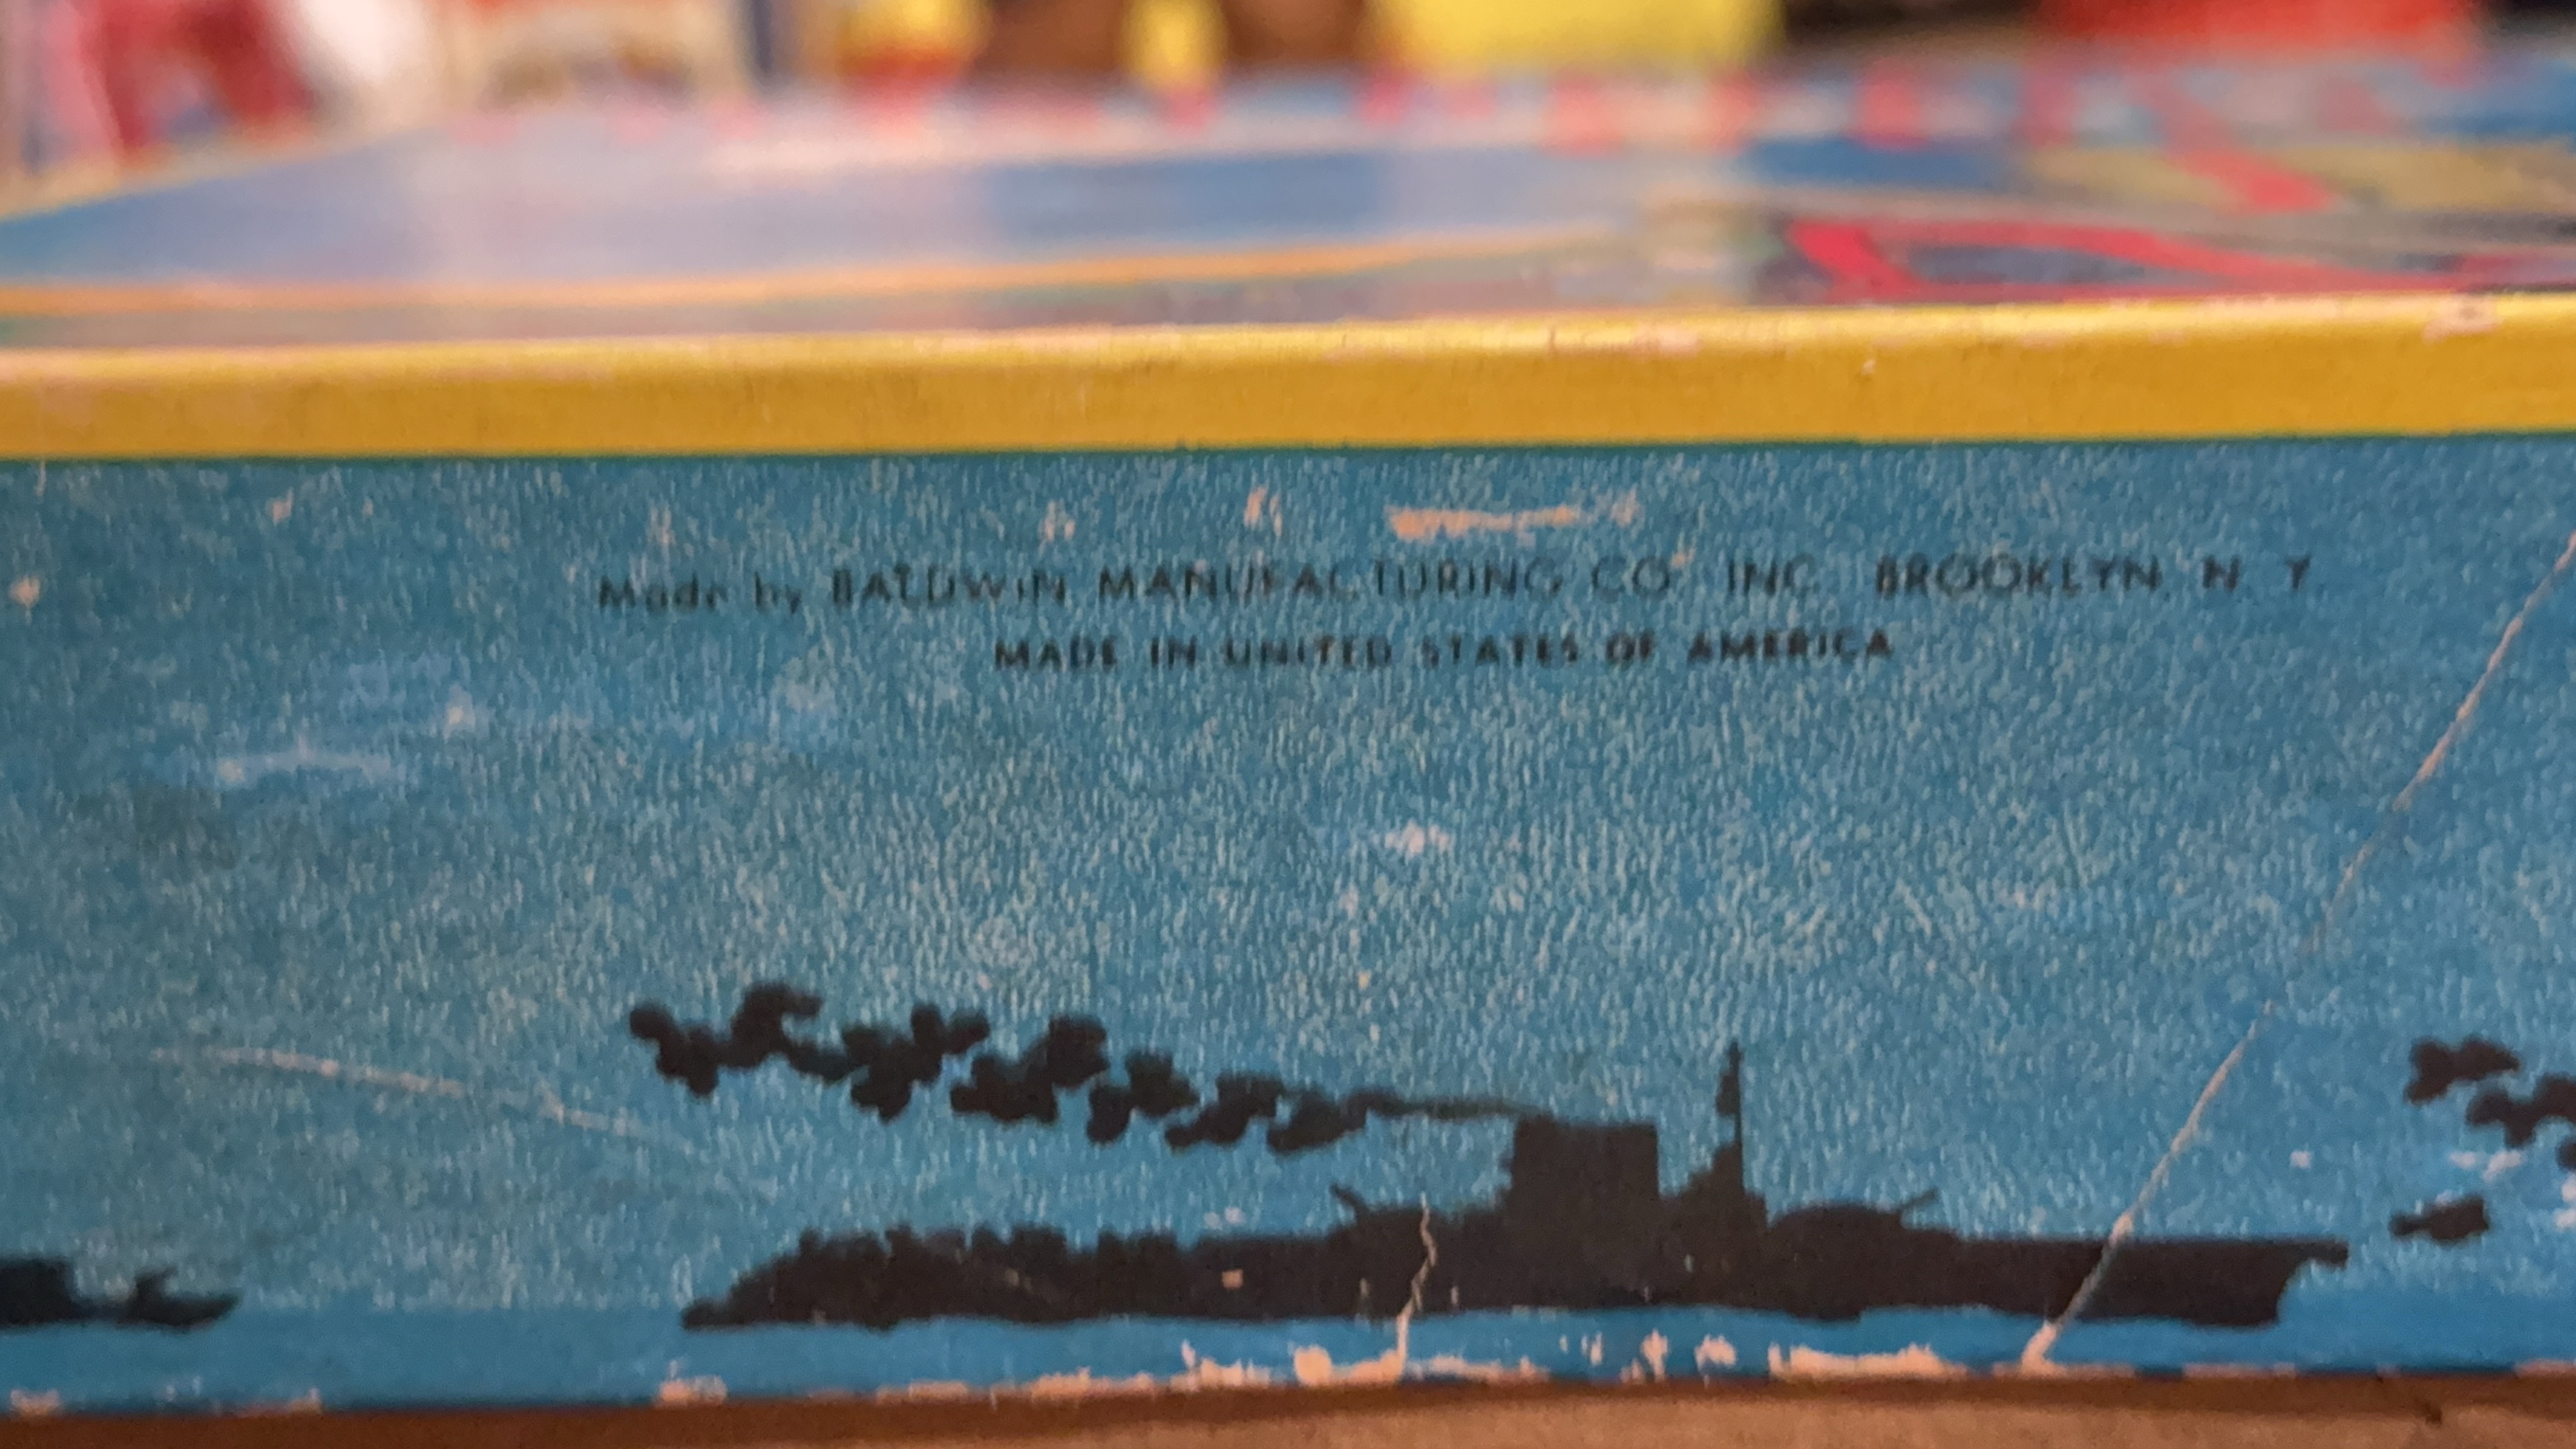 Made by BALDWIN MANUFACTURING CO. INC. BROOKLYN, N. Y.
MADE IN UNITED STATES OF AMERICA